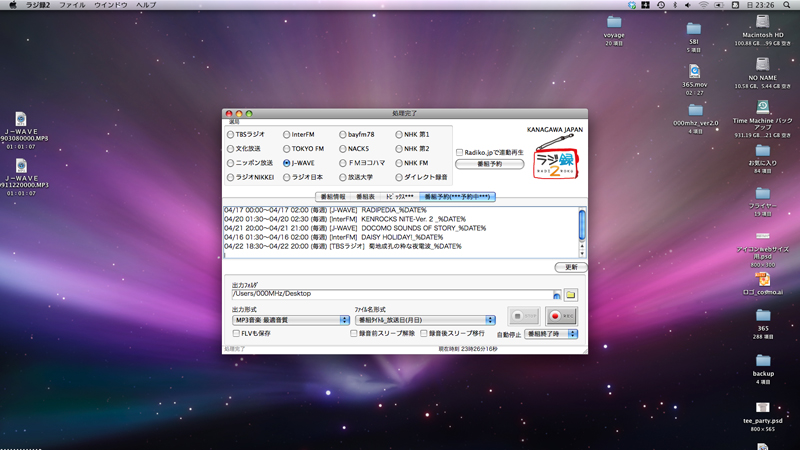 ラジ録2 ファイル ウインドウ ヘルプ
日 23:26
voyage
20 項目
SBI
5 項目
Macintosh HD
100.88 GB...99 GB 空き
365.mov
02：27
NO NAME
10.58 GB、5.44 GB 空き
000mhz_ver2.0
4 項目
Time Machine バックアップ
931.19 GB...21 GB 空き
お気に入り
84 項目
フライヤー
19 項目
アイコンWebサイズ用.psd
800×300
ロゴ_cosmo.ai
365
288 項目
backup
4 項目
tee_party.psd
800×565
J-WAVE
0903080000.MP3
01：01：07
J-WAVE
0911220000.MP3
01：01：07
処理完了
選局
TBSラジオ InterFM bayfm78 NHK 第1
文化放送 TOKYO FM NACK5 NHK 第2
ニッポン放送 J-WAVE FMヨコハマ NHK FM
ラジオNIKKEI ラジオ日本 放送大学 ダイレクト録音
Radiko.jpで連動再生
番組予約
KANAGAWA JAPAN
ラジ録
2
番組情報 番組表 トピックス*** 番組予約(***予約中***)
04/17 00:00〜04/17 02:00 (毎週) [J-WAVE] RADIPEDIA_%DATE%
04/20 01:30〜04/20 02:30 (毎週) [InterFM] KENROCKS NITE-Ver. 2 _%DATE%
04/21 20:00〜04/21 21:00 (毎週) [J-WAVE] DOCOMO SOUNDS OF STORY_%DATE%
04/16 01:30〜04/16 02:00 (毎週) [InterFM] DAISY HOLIDAY!_%DATE%
04/22 18:30〜04/22 20:00 (毎週) [TBSラジオ] 菊地成孔の粋な夜電波_%DATE%
更新
出力フォルダ
/Users/000MHz/Desktop
出力形式 ファイル名形式
MP3音楽 最適音質 番組ﾀｲﾄﾙ_放送日(月日)
STOP REC
FLVも保存 録音前スリープ解除 録音後スリープ移行 自動停止 番組終了時
処理完了 現在時刻 23時26分16秒